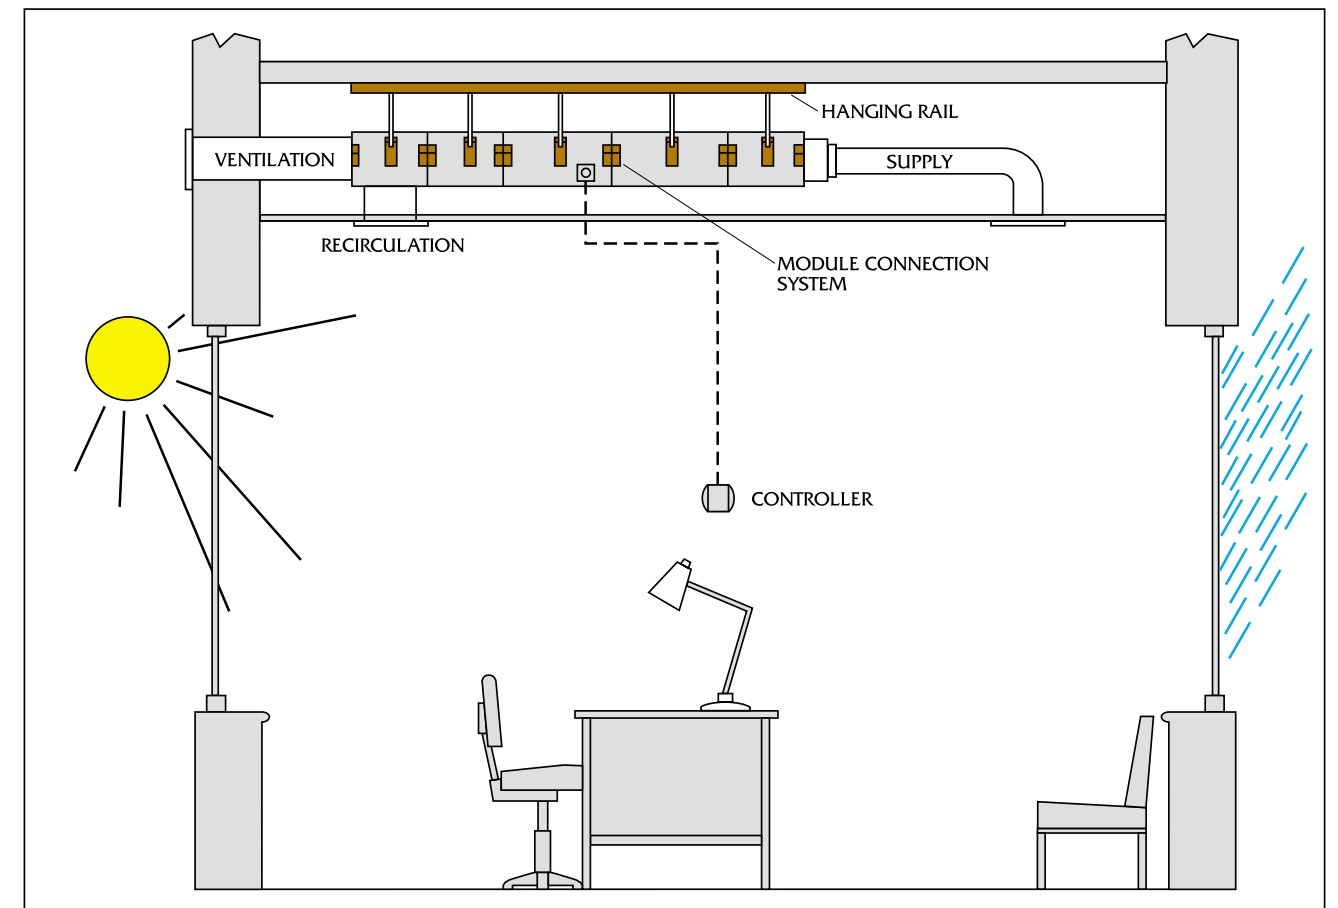 HANGING RAIL
VENTILATION
SUPPLY
RECIRCULATION
MODULE CONNECTION
SYSTEM
CONTROLLER